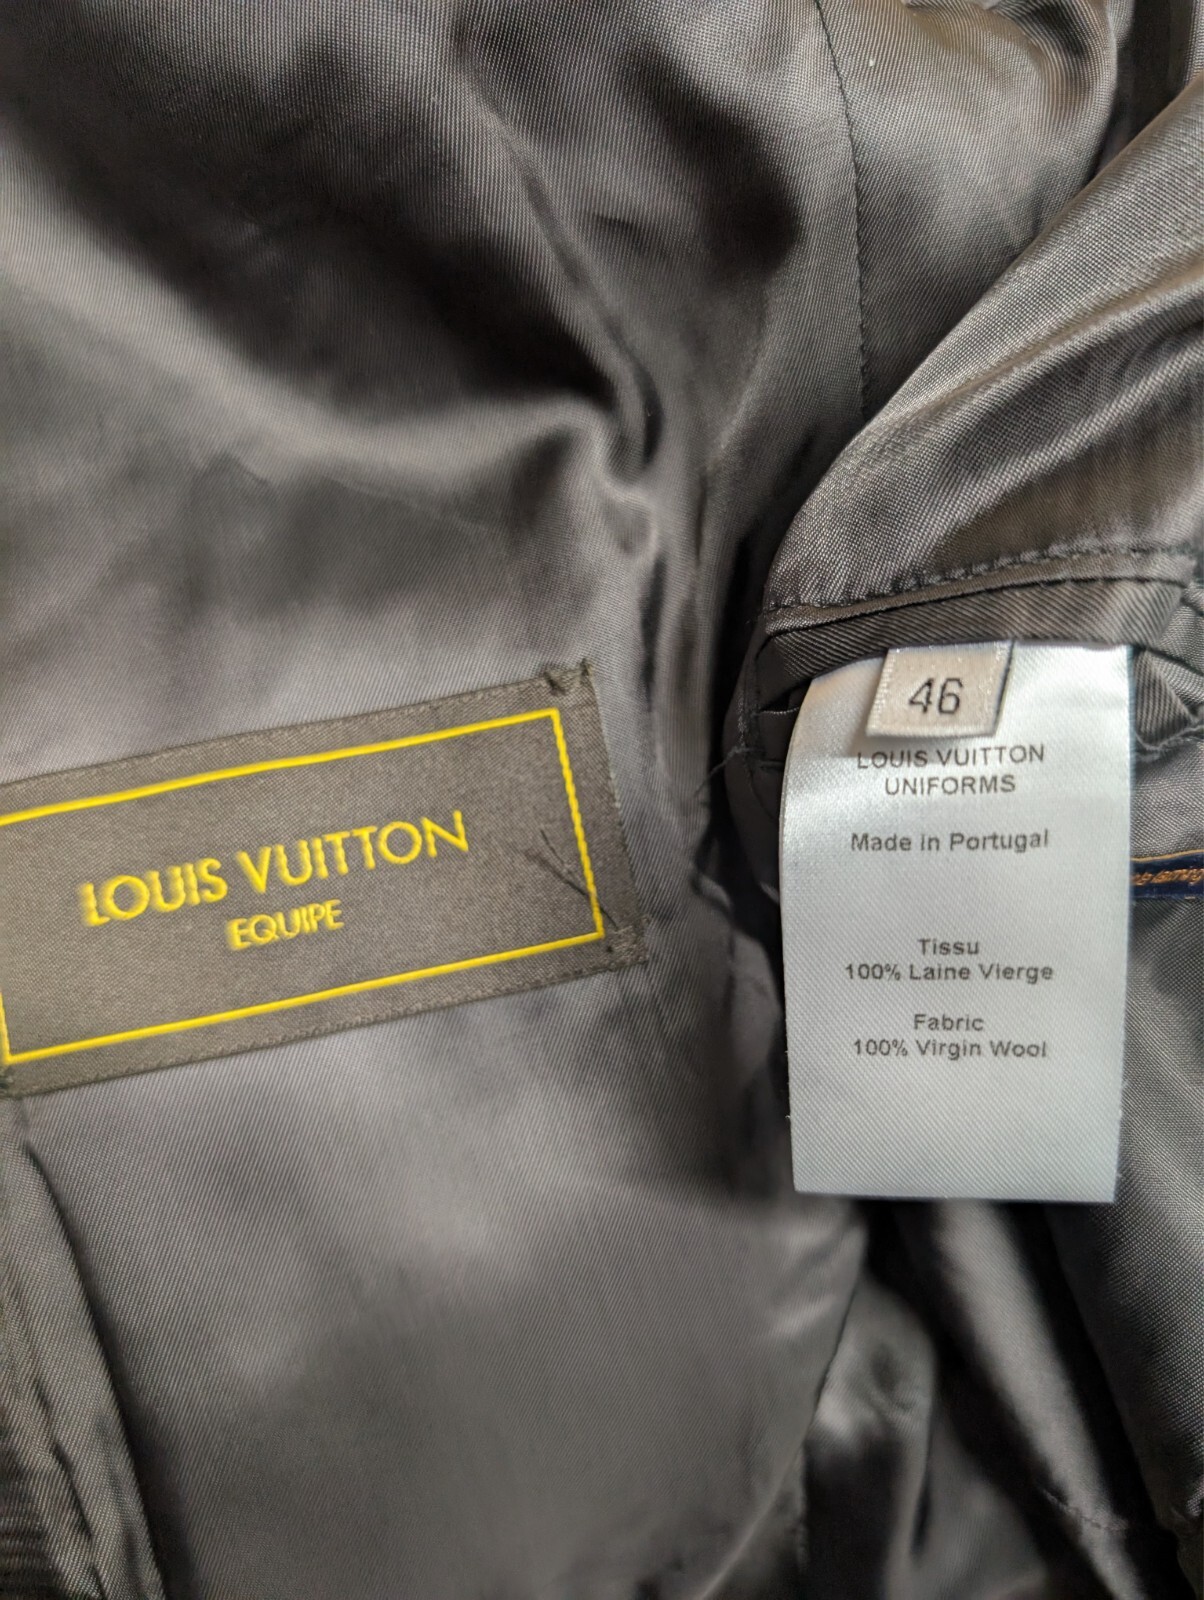 LOUIS VUITTON
EQUIPE
46
LOUIS VUITTON
UNIFORMS
Made in Portugal
Tissu
100% Laine Vierge
Fabric
100% Virgin Wool